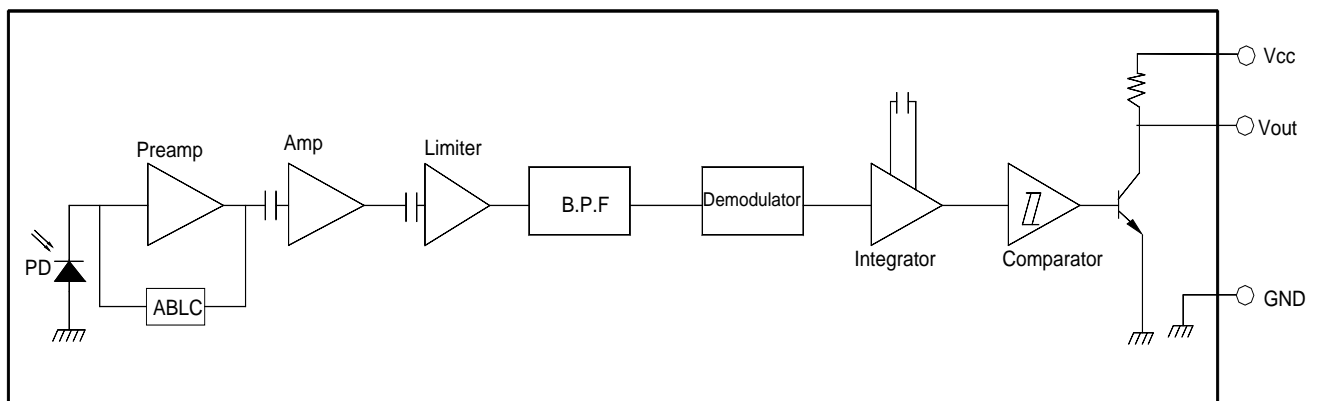 Vcc
Vout
Preamp
Amp
Limiter
B.P.F
Demodulator
Integrator
Comparator
PD
ABLC
GND